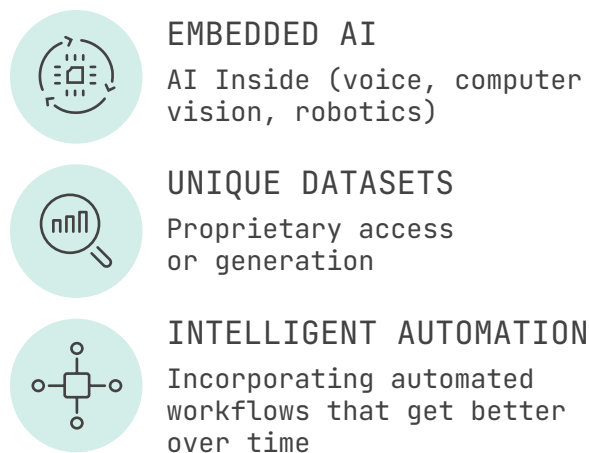 EMBEDDED AI
AI Inside (voice, computer
vision, robotics)
UNIQUE DATASETS
Proprietary access
or generation
INTELLIGENT AUTOMATION
Incorporating automated
workflows that get better
over time